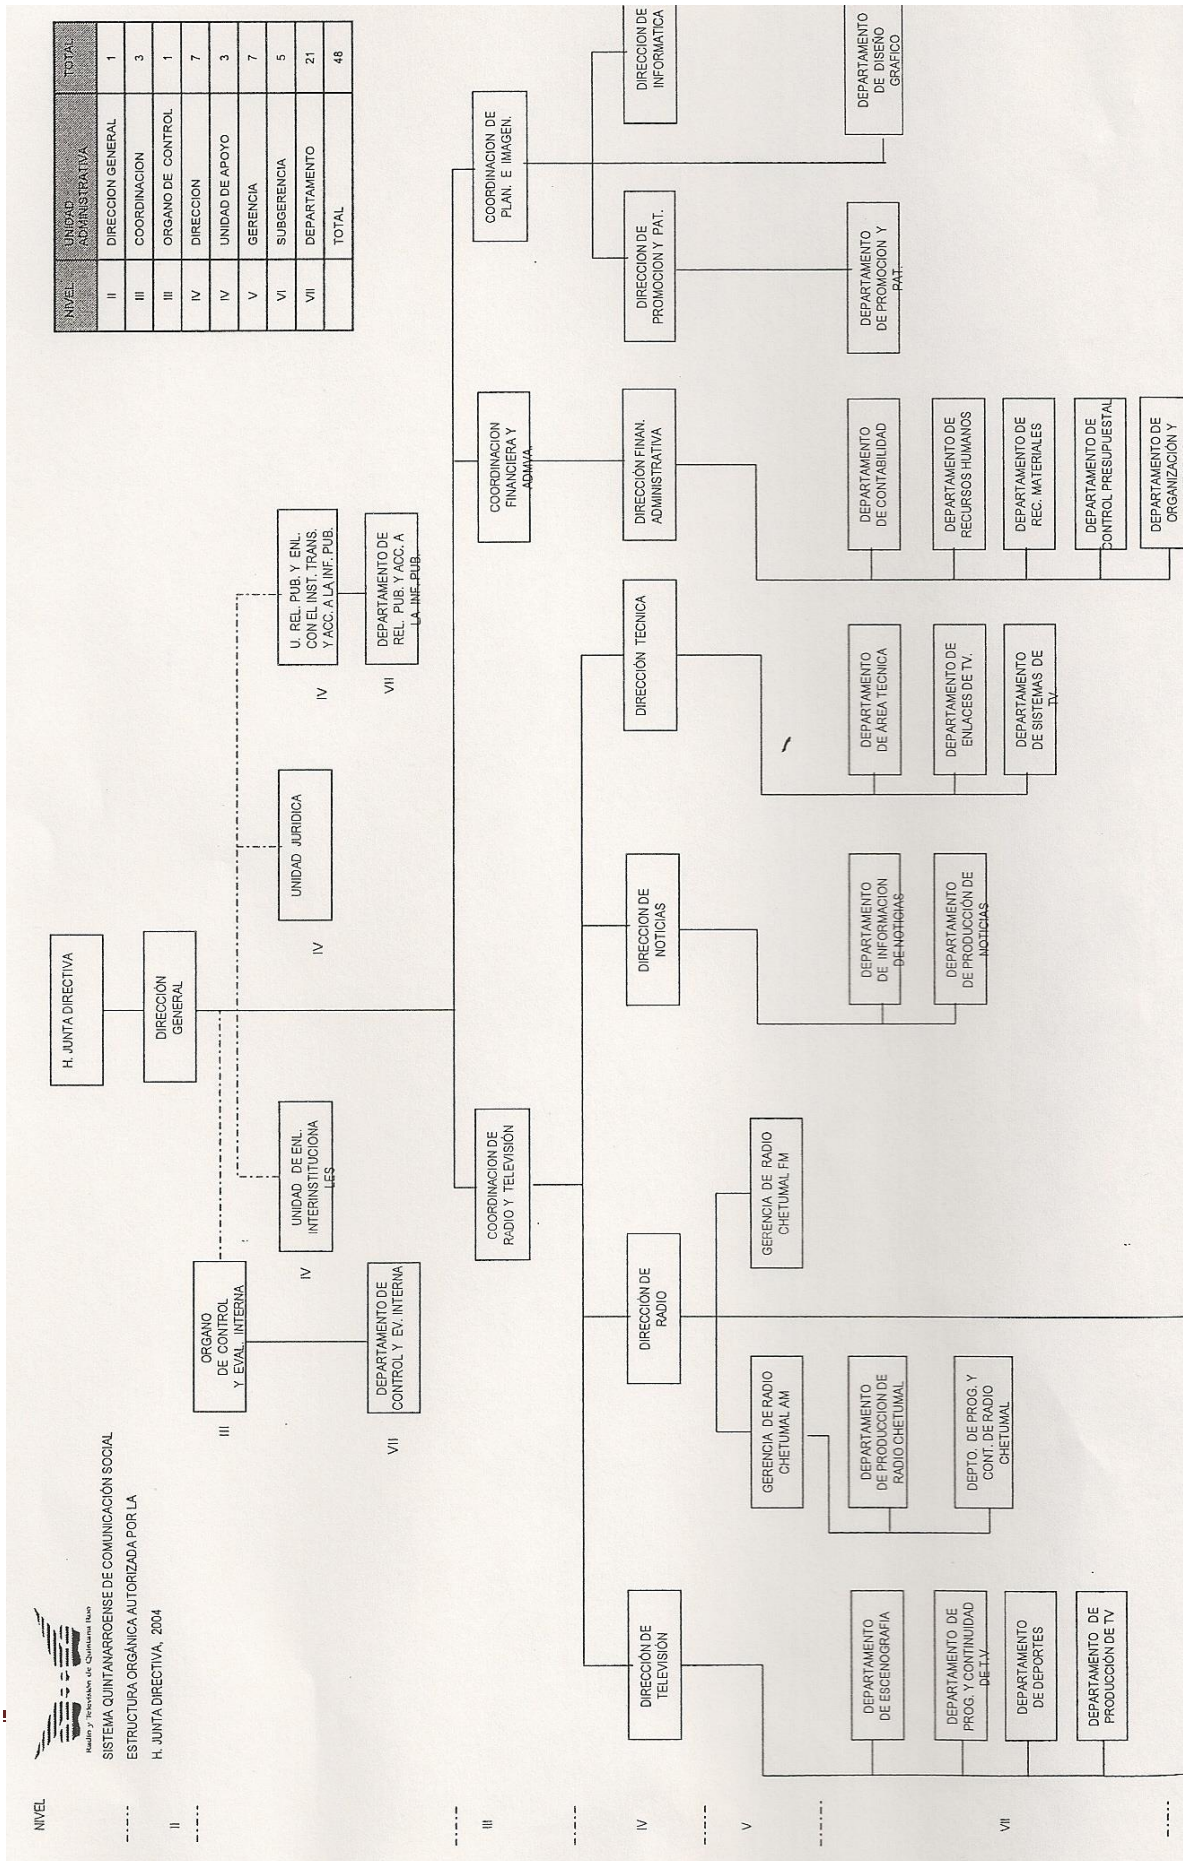 NIVEL
Radio y Televisión de Quintana Roo
SISTEMA QUINTANARROENSE DE COMUNICACIÓN SOCIAL
ESTRUCTURA ORGÁNICA AUTORIZADA POR LA
H. JUNTA DIRECTIVA, 2004
NIVEL UNIDAD ADMINISTRATIVA TOTAL
II DIRECCION GENERAL 1
III COORDINACION 3
III ORGANO DE CONTROL 1
IV DIRECCION 7
IV UNIDAD DE APOYO 3
V GERENCIA 7
VI SUBGERENCIA 5
VII DEPARTAMENTO 21
TOTAL 48
H. JUNTA DIRECTIVA
II
DIRECCIÓN
GENERAL
III
ORGANO
DE CONTROL
Y EVAL. INTERNA
IV
UNIDAD DE ENL.
INTERINSTITUCIONA
LES
IV
UNIDAD JURIDICA
IV
U. REL. PUB. Y ENL.
CON EL INST. TRANS.
Y ACC. A LA INF. PUB.
VII
DEPARTAMENTO DE
CONTROL Y EV. INTERNA
VII
DEPARTAMENTO DE
REL. PUB. Y ACC. A
LA INF. PUB.
III
COORDINACION DE
RADIO Y TELEVISIÓN
COORDINACION
FINANCIERA Y
ADMVA.
COORDINACION DE
PLAN. E IMAGEN.
IV
DIRECCIÓN DE
TELEVISIÓN
DIRECCIÓN DE
RADIO
DIRECCION DE
NOTICIAS
DIRECCIÓN TECNICA
DIRECCIÓN FINAN.
ADMINISTRATIVA
DIRECCION DE
PROMOCION Y PAT.
DIRECCION DE
INFORMATICA
V
GERENCIA DE RADIO
CHETUMAL AM
GERENCIA DE RADIO
CHETUMAL FM
VII
DEPARTAMENTO
DE ESCENOGRAFIA
DEPARTAMENTO DE
PROG. Y CONTINUIDAD
DE T.V
DEPARTAMENTO
DE DEPORTES
DEPARTAMENTO DE
PRODUCCIÓN DE TV
DEPARTAMENTO
DE PRODUCCION DE
RADIO CHETUMAL
DEPTO. DE PROG. Y
CONT. DE RADIO
CHETUMAL
DEPARTAMENTO
DE INFORMACION
DE NOTICIAS
DEPARTAMENTO
DE PRODUCCIÓN DE
NOTICIAS
DEPARTAMENTO
DE ÁREA TECNICA
DEPARTAMENTO DE
ENLACES DE TV.
DEPARTAMENTO
DE SISTEMAS DE
TV
DEPARTAMENTO
DE CONTABILIDAD
DEPARTAMENTO DE
RECURSOS HUMANOS
DEPARTAMENTO DE
REC. MATERIALES
DEPARTAMENTO DE
CONTROL PRESUPUESTAL
DEPARTAMENTO DE
ORGANIZACIÓN Y
DEPARTAMENTO
DE PROMOCION Y
PAT.
DEPARTAMENTO
DE DISEÑO
GRAFICO